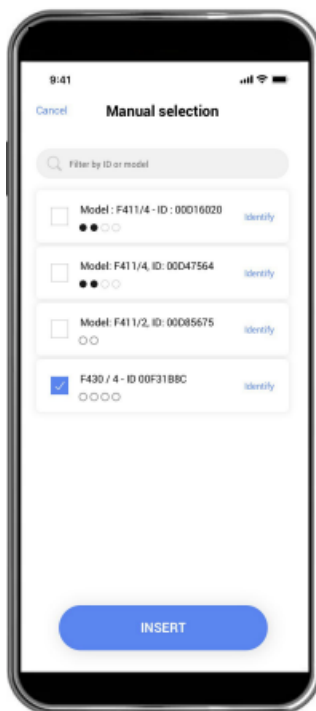 9:41
Cancel Manual selection
Filter by ID or model
Model : F411/4 - ID : 00D16020
Identify
Model: F411/4, ID: 00D47564
Identify
Model: F411/2, ID: 00D85675
Identify
F430 / 4 - ID 00F31B8C
Identify
INSERT